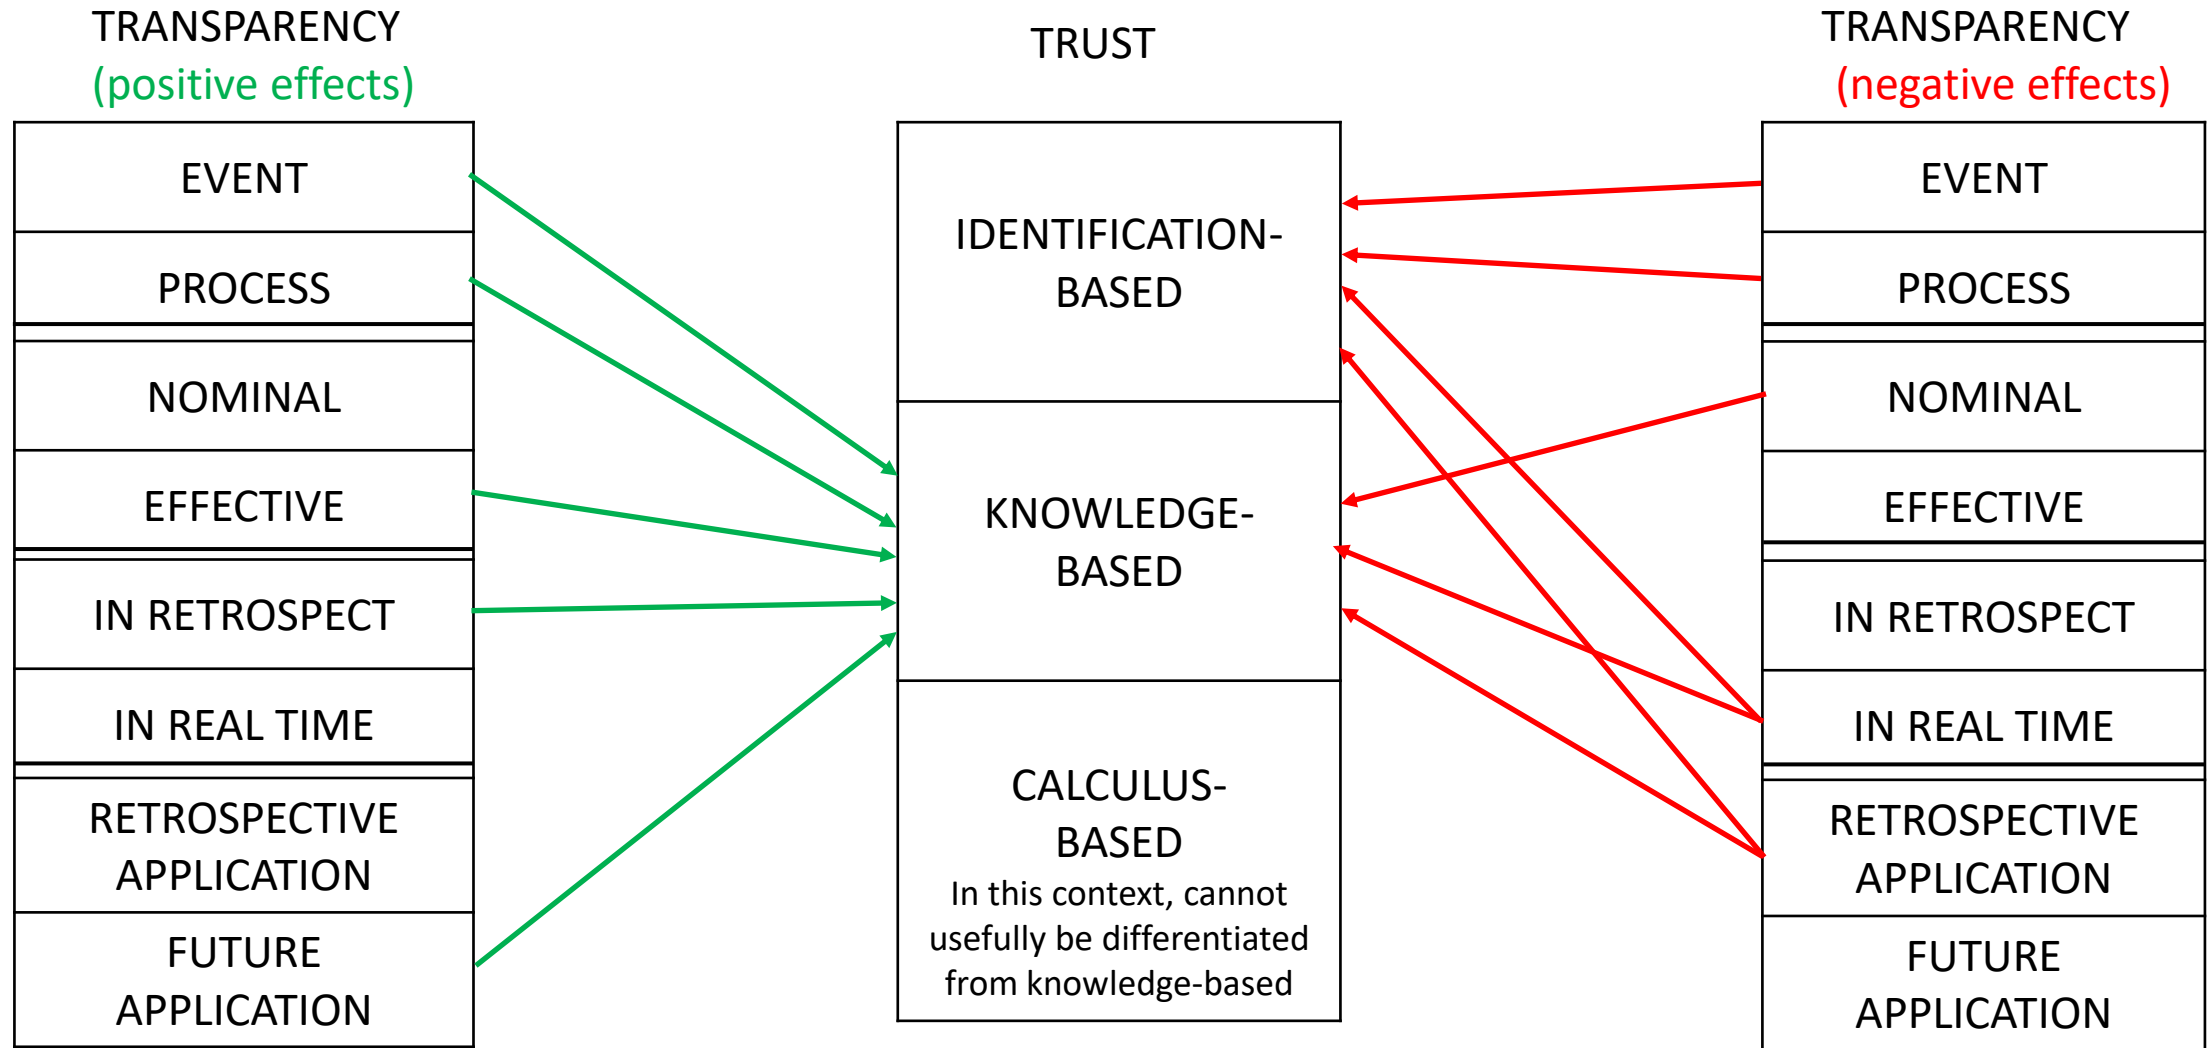 TRANSPARENCY
(positive effects)
EVENT
PROCESS
NOMINAL
EFFECTIVE
IN RETROSPECT
IN REAL TIME
RETROSPECTIVE
APPLICATION
FUTURE
APPLICATION
TRUST
IDENTIFICATION-
BASED
KNOWLEDGE-
BASED
CALCULUS-
BASED
In this context, cannot
usefully be differentiated
from knowledge-based
TRANSPARENCY
(negative effects)
EVENT
PROCESS
NOMINAL
EFFECTIVE
IN RETROSPECT
IN REAL TIME
RETROSPECTIVE
APPLICATION
FUTURE
APPLICATION